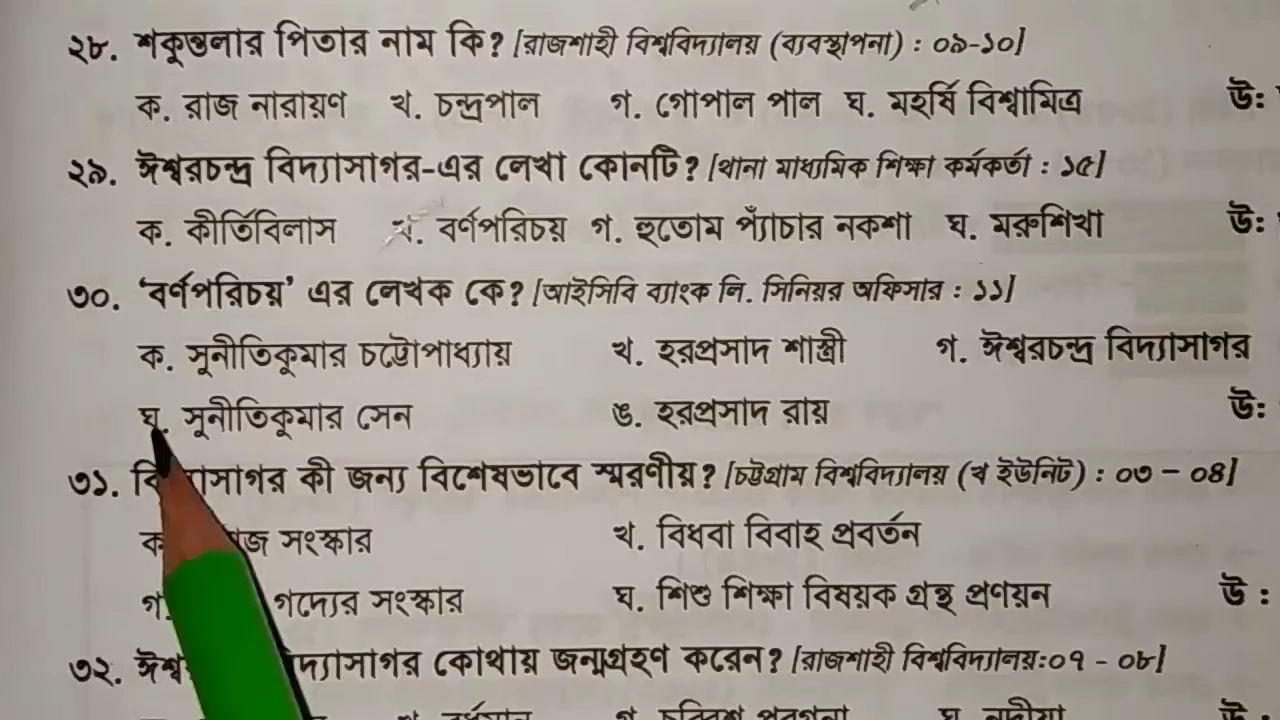 ২৮. শকুন্তলার পিতার নাম কি? [রাজশাহী বিশ্ববিদ্যালয় (ব্যবস্থাপনা) : ০৯-১০]
ক. রাজ নারায়ণ খ. চন্দ্রপাল গ. গোপাল পাল ঘ. মহর্ষি বিশ্বামিত্র উ:
২৯. ঈশ্বরচন্দ্র বিদ্যাসাগর-এর লেখা কোনটি? [থানা মাধ্যমিক শিক্ষা কর্মকর্তা : ১৫]
ক. কীর্তিবিলাস খ. বর্ণপরিচয় গ. হুতোম প্যাঁচার নকশা ঘ. মরুশিখা উ:
৩০. ‘বর্ণপরিচয়’ এর লেখক কে? [আইসিবি ব্যাংক লি. সিনিয়র অফিসার : ১১]
ক. সুনীতিকুমার চট্টোপাধ্যায় খ. হরপ্রসাদ শাস্ত্রী গ. ঈশ্বরচন্দ্র বিদ্যাসাগর
ঘ. সুনীতিকুমার সেন ঙ. হরপ্রসাদ রায় উ:
৩১. কী জন্য বিশেষভাবে স্মরণীয়? [চট্টগ্রাম বিশ্ববিদ্যালয় (খ ইউনিট) : ০৩ – ০৪]
ক সংস্কার খ. বিধবা বিবাহ প্রবর্তন
গ গদ্যের সংস্কার ঘ. শিশু শিক্ষা বিষয়ক গ্রন্থ প্রণয়ন উ :
৩২. কোথায় জন্মগ্রহণ করেন? [রাজশাহী বিশ্ববিদ্যালয়:০৭ - ০৮]